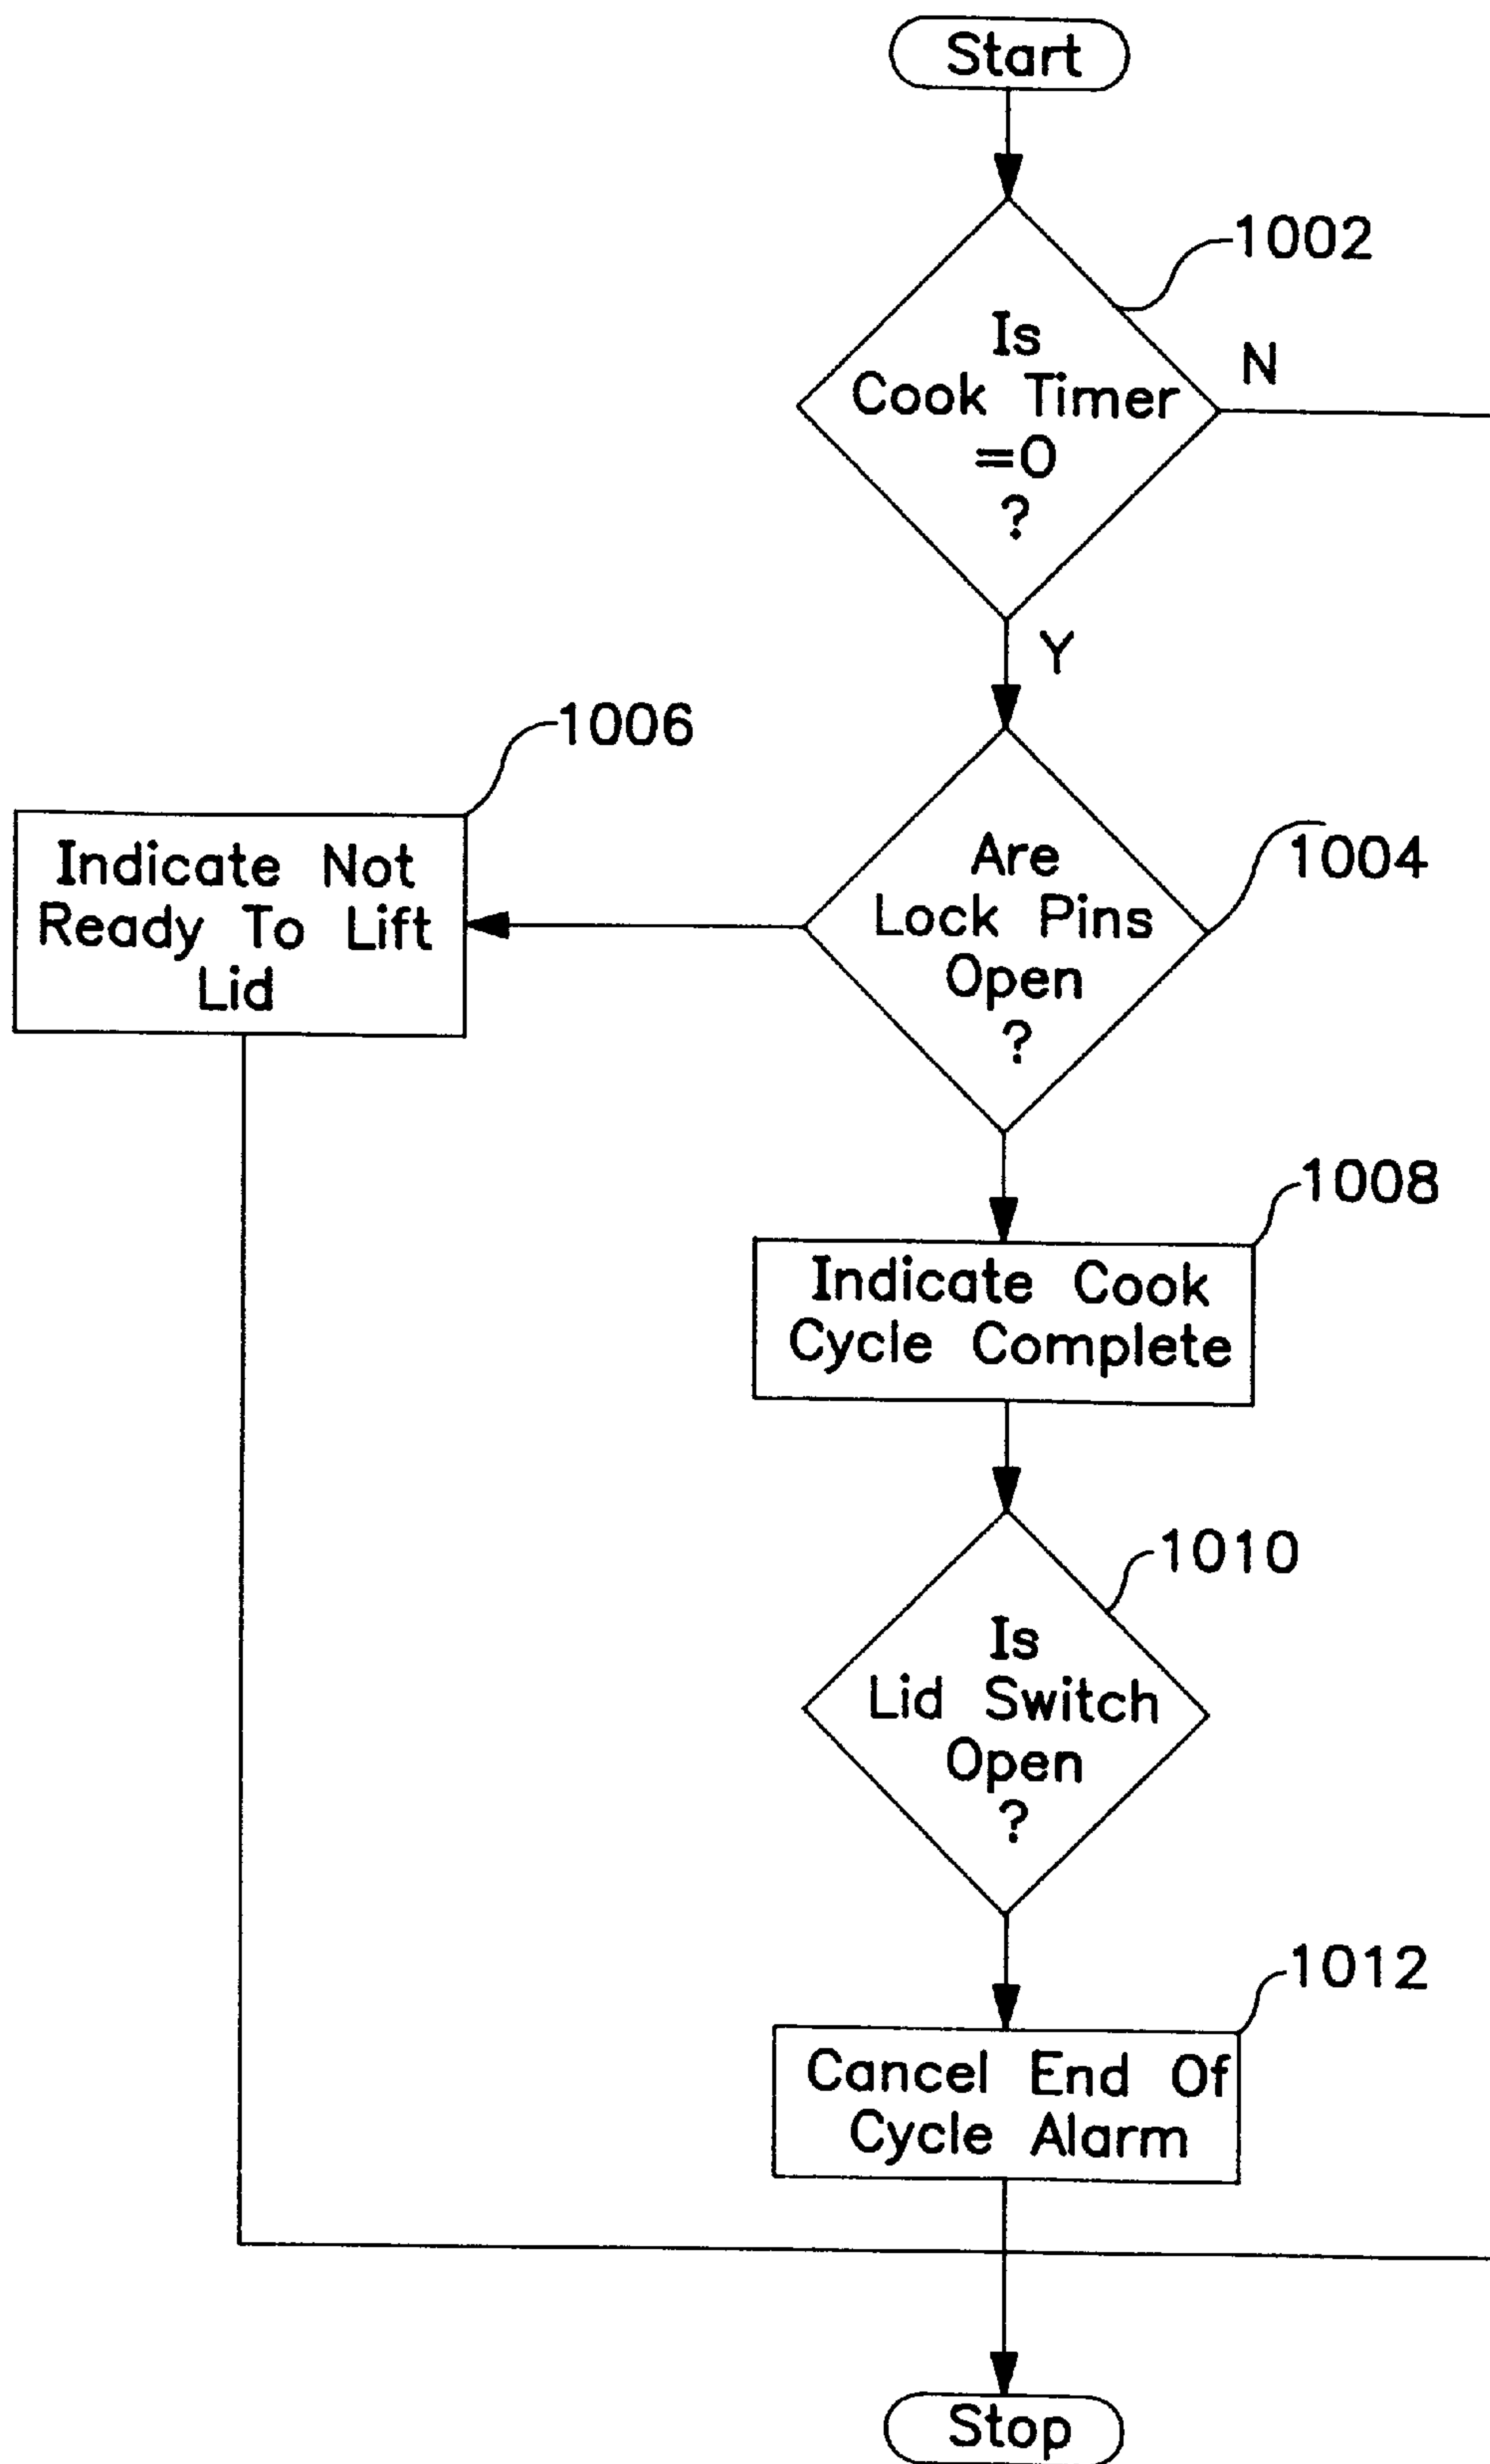 Start
1002
Is
Cook Timer
=0
?
N
Y
1006
Indicate Not
Ready To Lift
Lid
1004
Are
Lock Pins
Open
?
1008
Indicate Cook
Cycle Complete
1010
Is
Lid Switch
Open
?
1012
Cancel End Of
Cycle Alarm
Stop